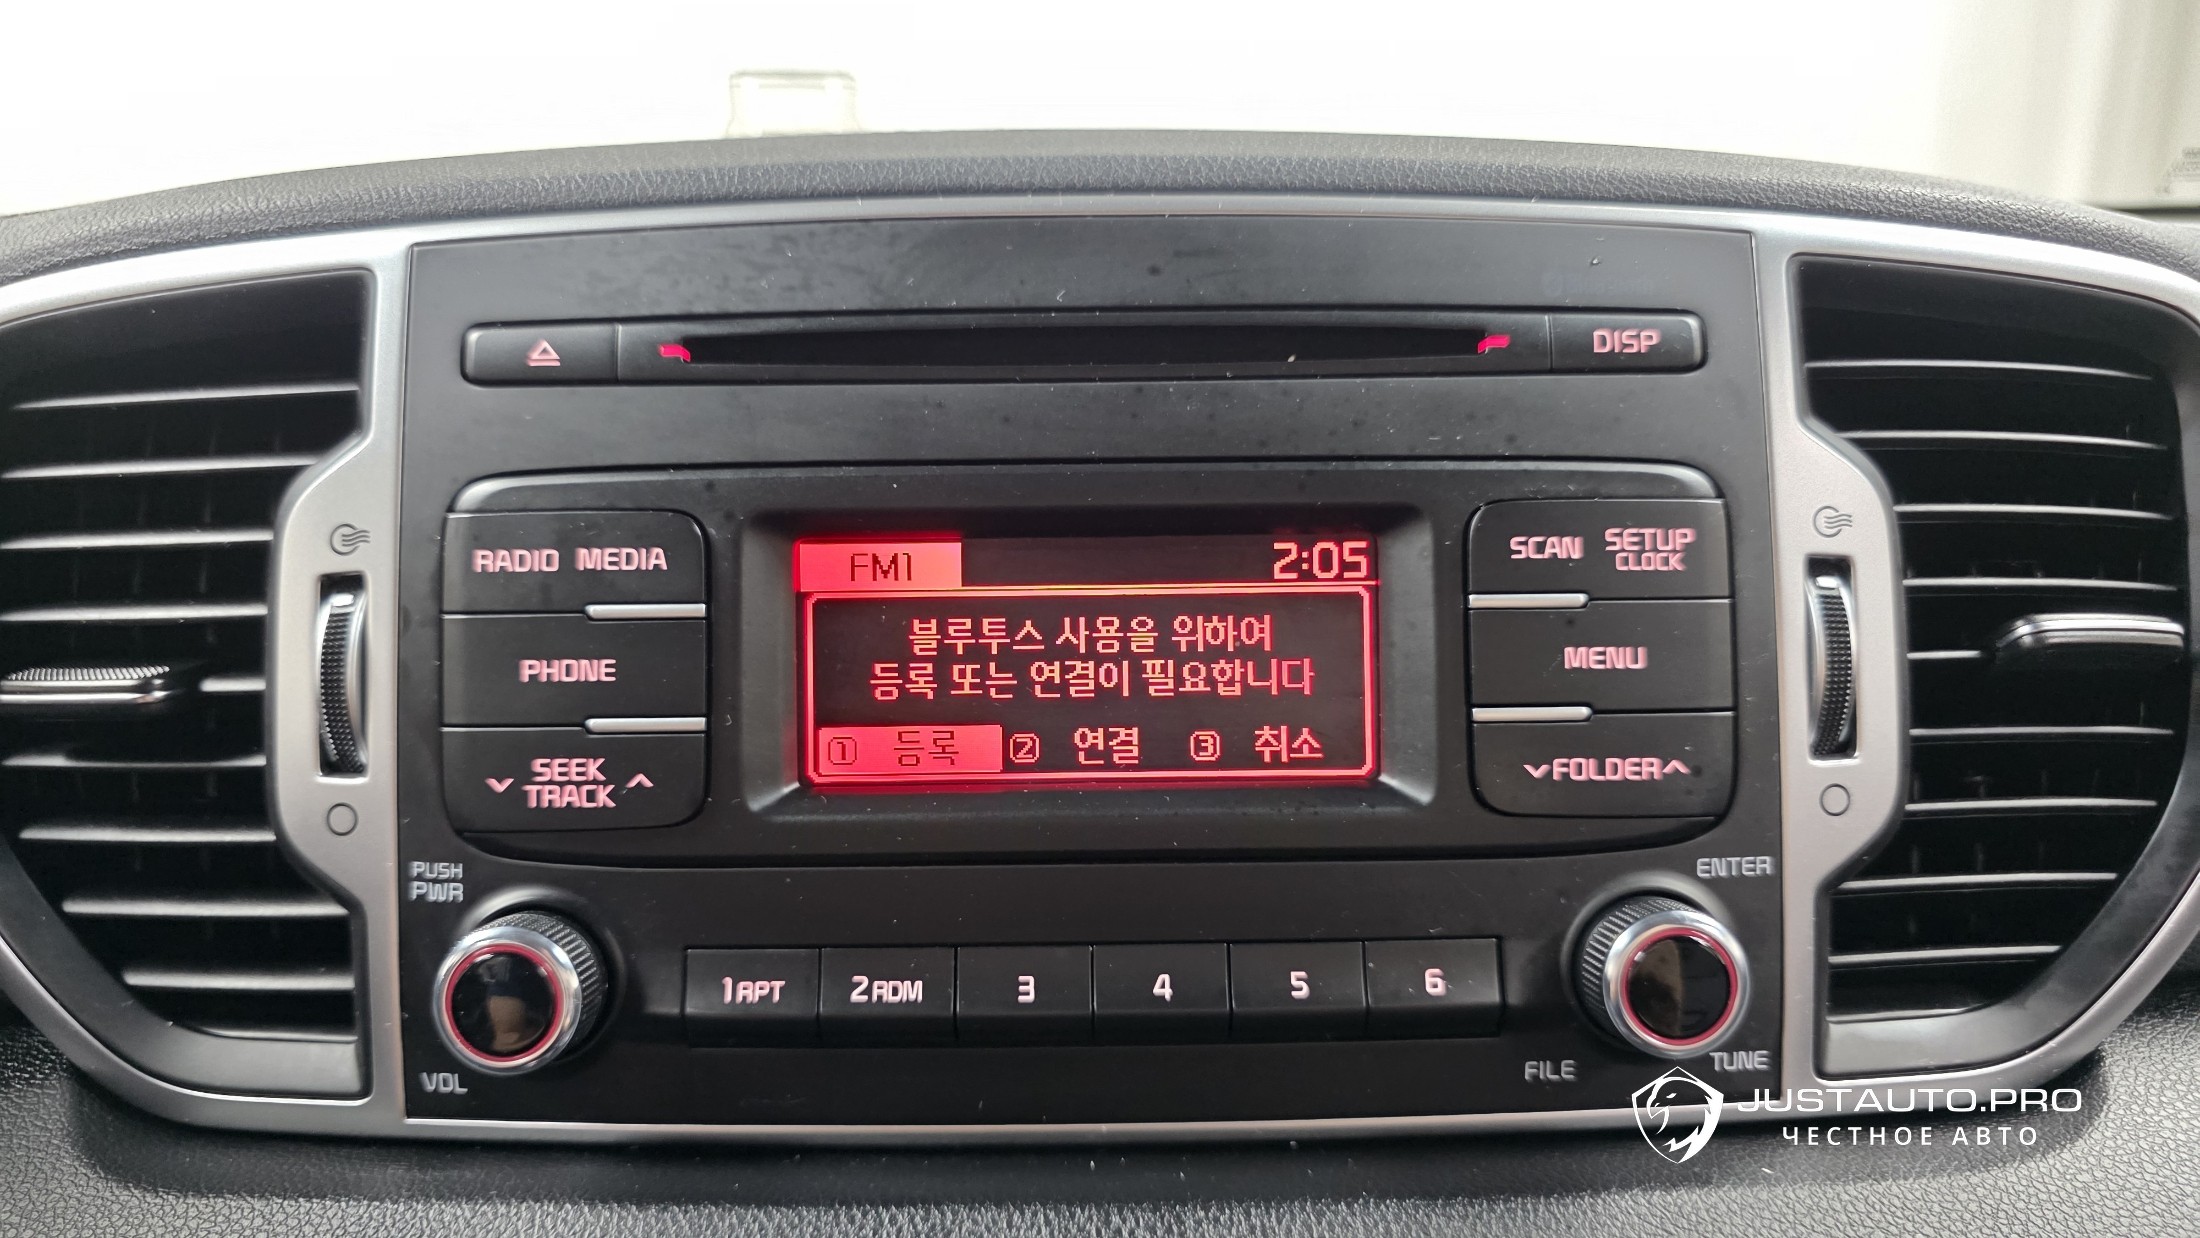 DISP
RADIO MEDIA
SCAN SETUP CLOCK
FM1 2:05
블루투스 사용을 위하여
등록 또는 연결이 필요합니다
① 등록 ② 연결 ③ 취소
PHONE
MENU
SEEK
TRACK
FOLDER
PUSH
PWR
ENTER
1RPT 2RDM 3 4 5 6
VOL
FILE
TUNE
JUSTAUTO.PRO
ЧЕСТНОЕ АВТО